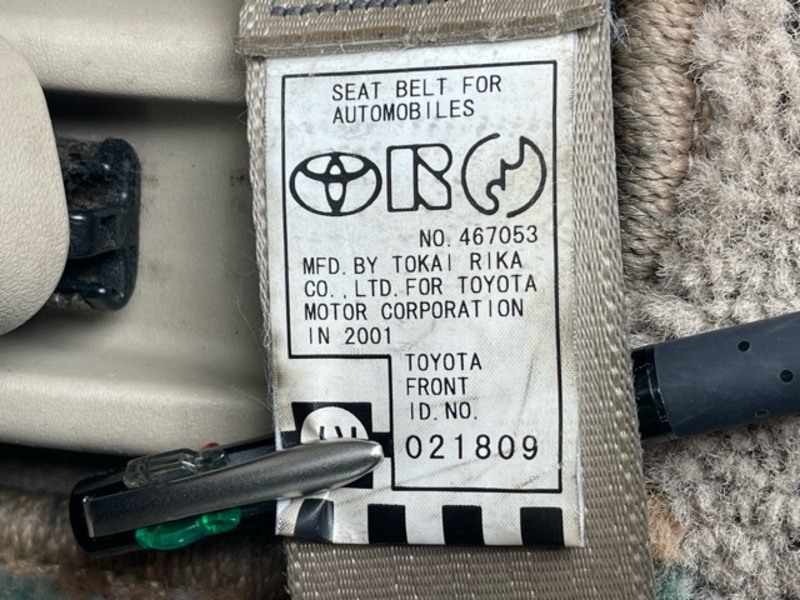 SEAT BELT FOR
AUTOMOBILES
NO. 467053
MFD. BY TOKAI RIKA
CO., LTD. FOR TOYOTA
MOTOR CORPORATION
IN 2001
TOYOTA
FRONT
ID. NO.
021809